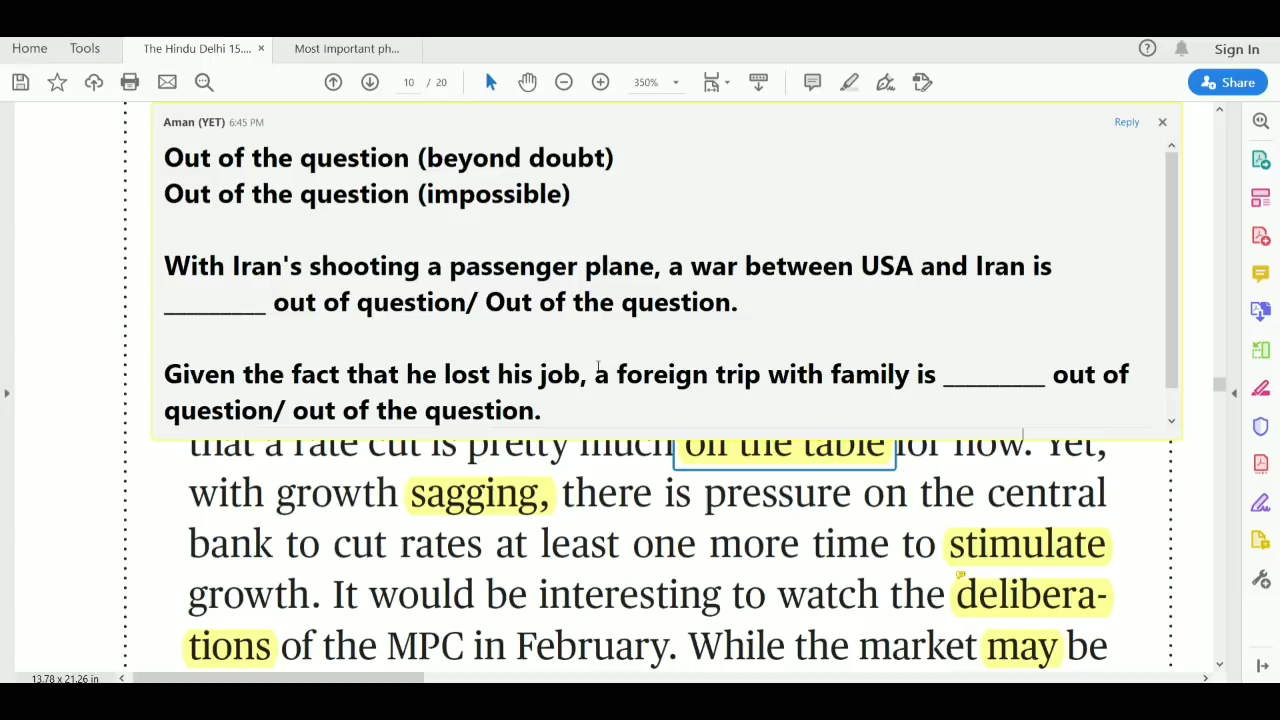 Home Tools The Hindu Delhi 15.... × Most Important ph... Sign In
10 / 20 350% Share
Aman (YET) 6:45 PM Reply
Out of the question (beyond doubt)
Out of the question (impossible)
With Iran's shooting a passenger plane, a war between USA and Iran is
_________ out of question/ Out of the question.
Given the fact that he lost his job, a foreign trip with family is _________ out of
question/ out of the question.
that a rate cut is pretty much off the table for now. Yet,
with growth sagging, there is pressure on the central
bank to cut rates at least one more time to stimulate
growth. It would be interesting to watch the delibera-
tions of the MPC in February. While the market may be
13.78 x 21.26 in